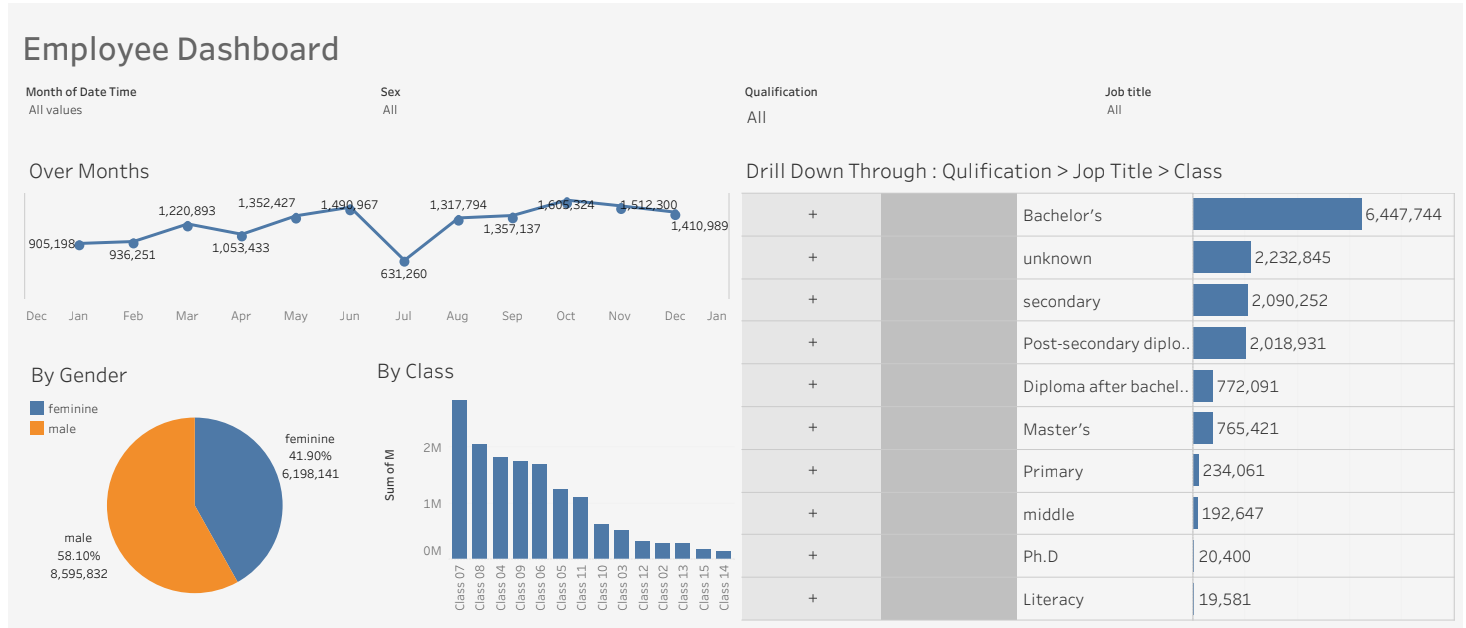 Employee Dashboard
Month of Date Time
All values
Sex
All
Qualification
All
Job title
All
Over Months
905,198
936,251
1,220,893
1,053,433
1,352,427
1,490,967
631,260
1,317,794
1,357,137
1,605,324
1,512,300
1,410,989
Dec Jan Feb Mar Apr May Jun Jul Aug Sep Oct Nov Dec Jan
By Gender
feminine
male
feminine
41.90%
6,198,141
male
58.10%
8,595,832
By Class
Sum of M
2M
1M
0M
Class 07
Class 08
Class 04
Class 09
Class 06
Class 05
Class 11
Class 10
Class 03
Class 12
Class 02
Class 13
Class 15
Class 14
Drill Down Through : Qulification > Jop Title > Class
+ Bachelor's 6,447,744
+ unknown 2,232,845
+ secondary 2,090,252
+ Post-secondary diplo.. 2,018,931
+ Diploma after bachel.. 772,091
+ Master's 765,421
+ Primary 234,061
+ middle 192,647
+ Ph.D 20,400
+ Literacy 19,581